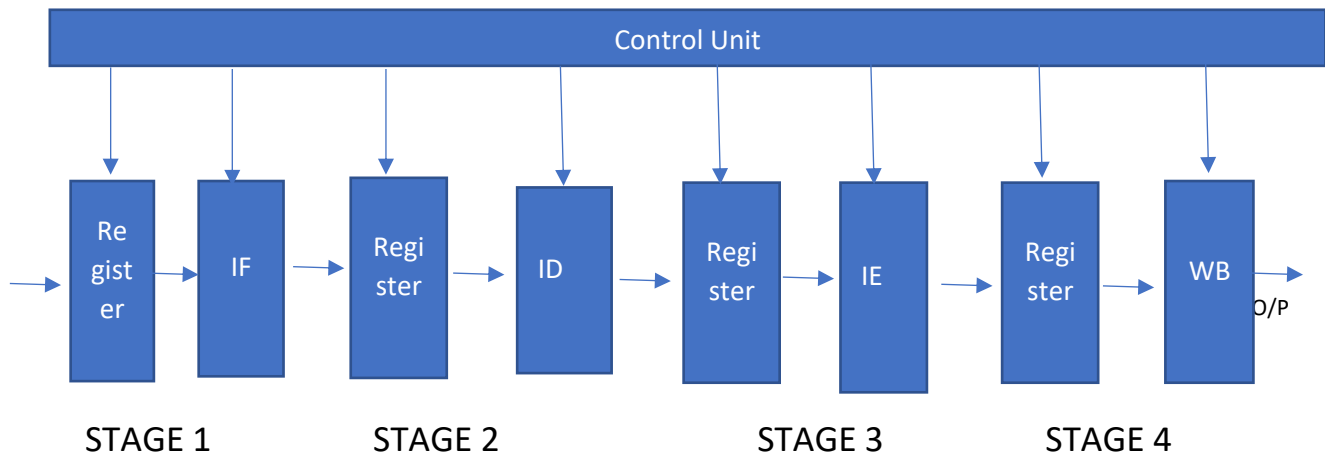 Control Unit
Re
gist
er
IF
Regi
ster
ID
Regi
ster
IE
Regi
ster
WB
O/P
STAGE 1
STAGE 2
STAGE 3
STAGE 4